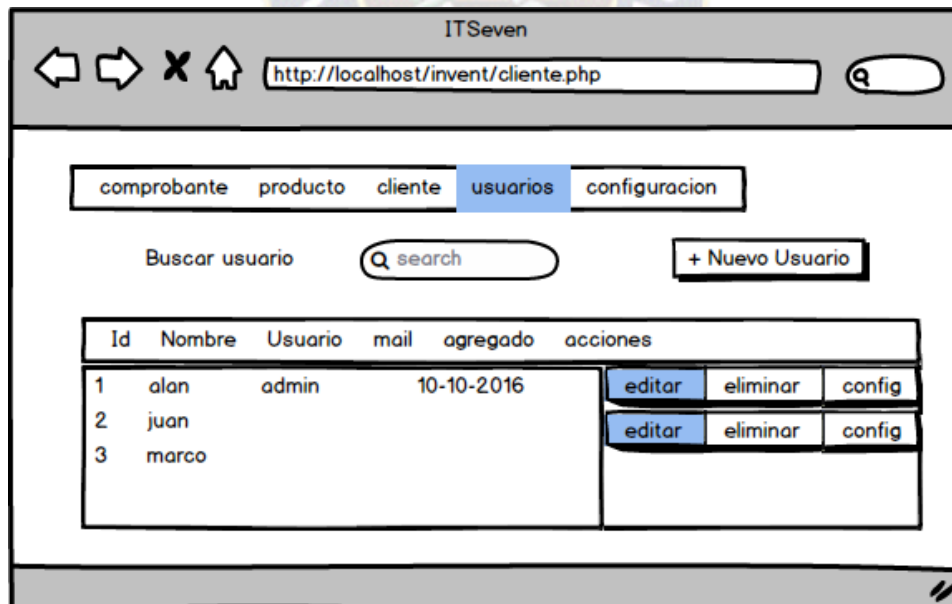 ITSeven
http://localhost/invent/cliente.php
comprobante producto cliente usuarios configuracion
Buscar usuario search + Nuevo Usuario
Id Nombre Usuario mail agregado acciones
1 alan admin 10-10-2016 editar eliminar config
2 juan editar eliminar config
3 marco